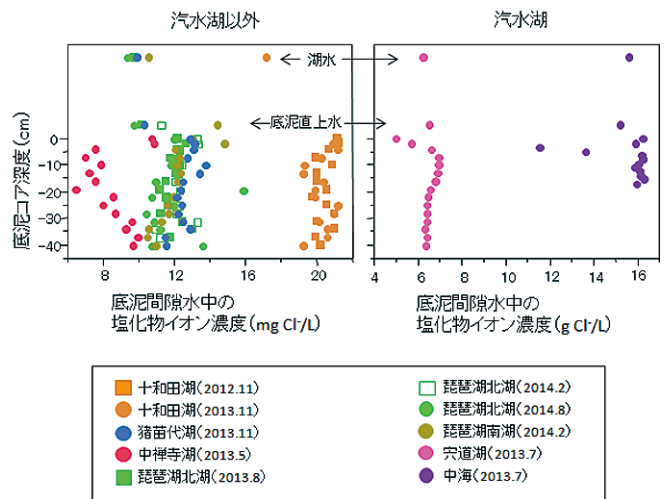 汽水湖以外
汽水湖
湖水
底泥直上水
底泥コア深度(cm)
0
−10
−20
−30
−40
8 12 16 20
4 6 8 10 12 14 16
底泥間隙水中の
塩化物イオン濃度(mg Cl⁻/L)
底泥間隙水中の
塩化物イオン濃度(g Cl⁻/L)
十和田湖(2012.11)
十和田湖(2013.11)
猪苗代湖(2013.11)
中禅寺湖(2013.5)
琵琶湖北湖(2013.8)
琵琶湖北湖(2014.2)
琵琶湖北湖(2014.8)
琵琶湖南湖(2014.2)
宍道湖(2013.7)
中海(2013.7)